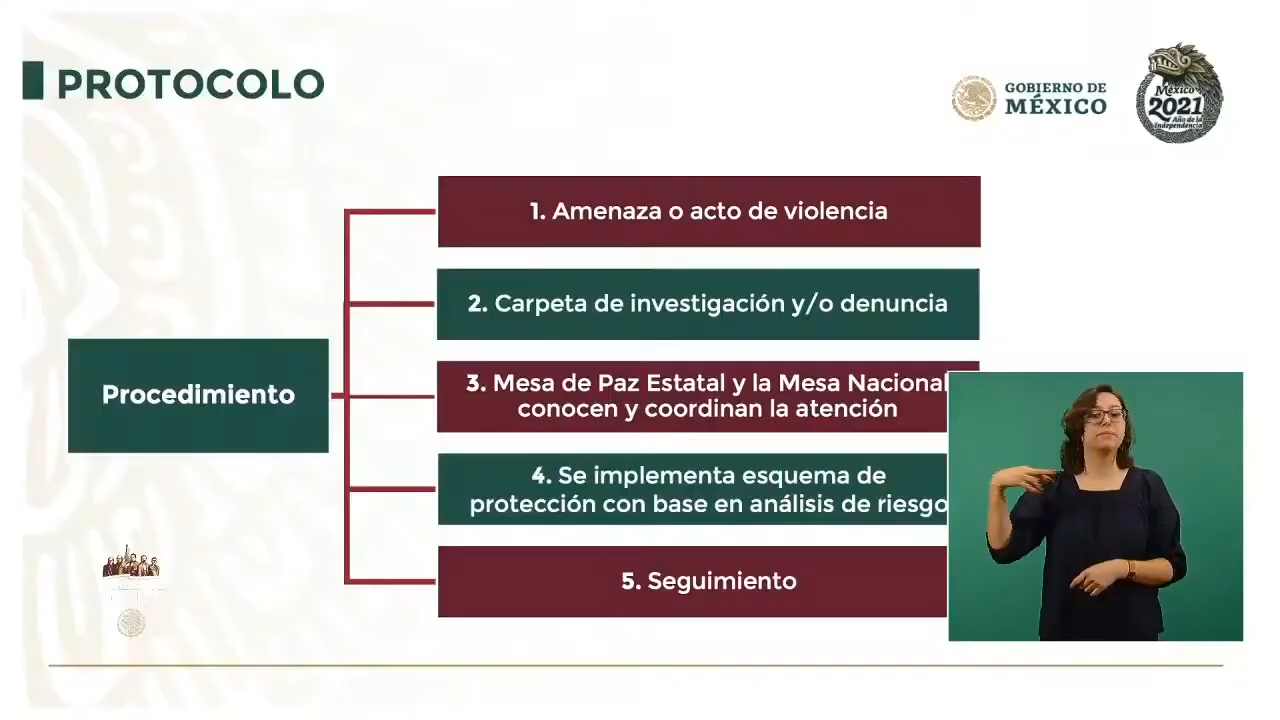 PROTOCOLO
GOBIERNO DE
MÉXICO
México
2021
Año de la
Independencia
1. Amenaza o acto de violencia
2. Carpeta de investigación y/o denuncia
3. Mesa de Paz Estatal y la Mesa Nacional
conocen y coordinan la atención
Procedimiento
4. Se implementa esquema de
protección con base en análisis de riesgo
5. Seguimiento